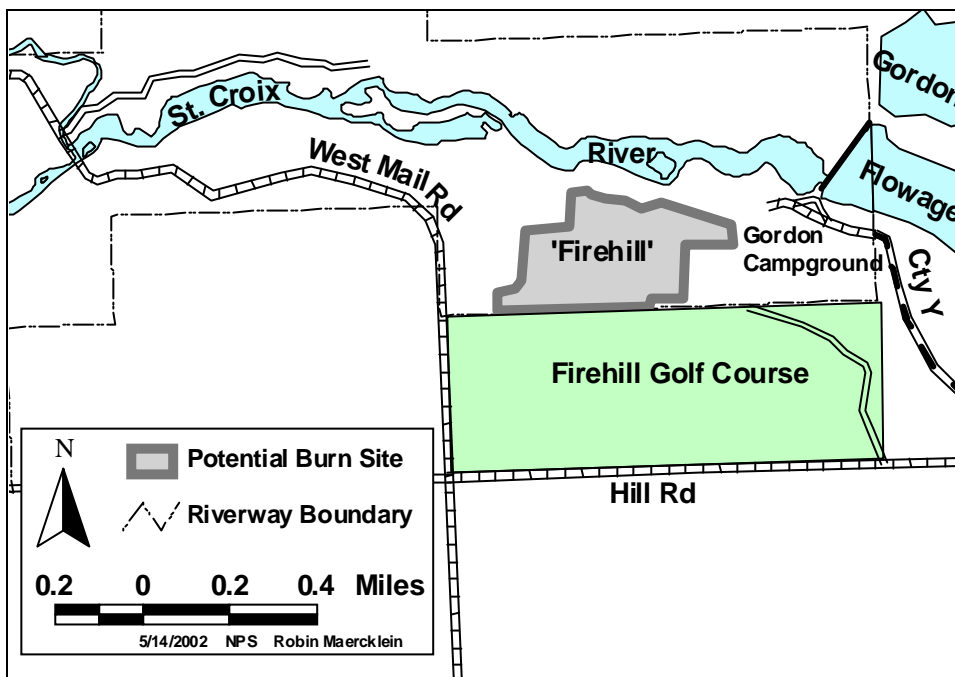 Gordon
St. Croix
West Mail Rd
River
Flowage
'Firehill'
Gordon
Campground
Cty Y
Firehill Golf Course
Hill Rd
N
Potential Burn Site
Riverway Boundary
0.2 0 0.2 0.4 Miles
5/14/2002 NPS Robin Maercklein